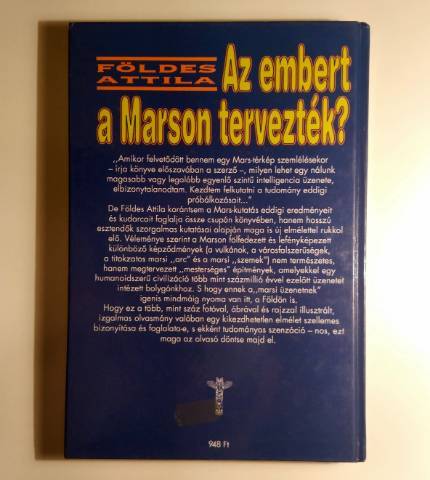 FÖLDES
ATTILA
Az embert
a Marson tervezték?
„Amikor felvetődött bennem egy Mars-térkép szemlélésekor
– írja könyve előszavában a szerző –, milyen lehet egy nálunk
magasabb vagy legalább egyenlő szintű intelligencia üzenete,
elbizonytalanodtam. Kezdtem felkutatni a tudomány eddigi
próbálkozásait..."
De Földes Attila korántsem a Mars-kutatás eddigi eredményeit
és kudarcait foglalja össze csupán könyvében, hanem hosszú
esztendők szorgalmas kutatásai alapján maga is új elmélettel rukkol
elő. Véleménye szerint a Marson fölfedezett és lefényképezett
különböző képződmények (a vulkánok, a városfalszerűségek,
a titokzatos marsi „arc" és a marsi „szemek") nem természetes,
hanem megtervezett „mesterséges" építmények, amelyekkel egy
humanoidszerű civilizáció több mint százmillió évvel ezelőtt üzenetet
intézett bolygónkhoz. S hogy ennek a „marsi üzenetnek"
igenis mindmáig nyoma van itt, a Földön is.
Hogy ez a több, mint száz fotóval, ábrával és rajzzal illusztrált,
izgalmas olvasmány valóban egy kikezdhetetlen elmélet szellemes
bizonyítása és foglalata-e, s ekként tudományos szenzáció – nos, ezt
maga az olvasó döntse majd el.
948 Ft